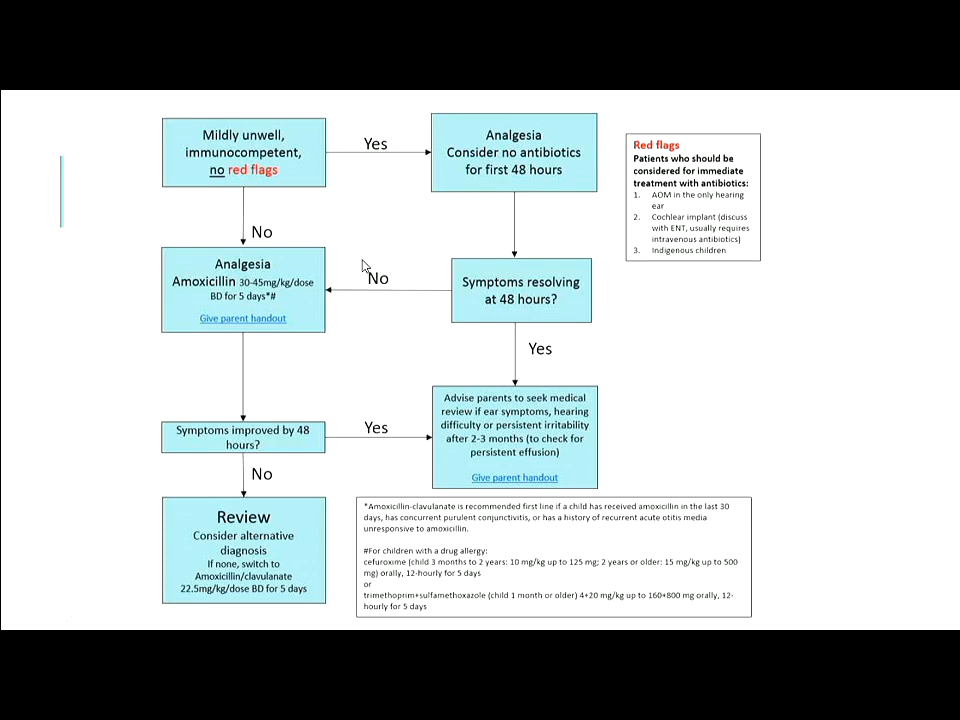 Mildly unwell,
immunocompetent,
no red flags
Yes
Analgesia
Consider no antibiotics
for first 48 hours
Red flags
Patients who should be
considered for immediate
treatment with antibiotics:
1. AOM in the only hearing
ear
2. Cochlear implant (discuss
with ENT, usually requires
intravenous antibiotics)
3. Indigenous children
No
Analgesia
Amoxicillin 30-45mg/kg/dose
BD for 5 days*#
Give parent handout
No
Symptoms resolving
at 48 hours?
Yes
Symptoms improved by 48
hours?
Yes
Advise parents to seek medical
review if ear symptoms, hearing
difficulty or persistent irritability
after 2-3 months (to check for
persistent effusion)
Give parent handout
No
Review
Consider alternative
diagnosis
If none, switch to
Amoxicillin/clavulanate
22.5mg/kg/dose BD for 5 days
*Amoxicillin-clavulanate is recommended first line if a child has received amoxicillin in the last 30
days, has concurrent purulent conjunctivitis, or has a history of recurrent acute otitis media
unresponsive to amoxicillin.
#For children with a drug allergy:
cefuroxime (child 3 months to 2 years: 10 mg/kg up to 125 mg; 2 years or older: 15 mg/kg up to 500
mg) orally, 12-hourly for 5 days
or
trimethoprim+sulfamethoxazole (child 1 month or older) 4+20 mg/kg up to 160+800 mg orally, 12-
hourly for 5 days